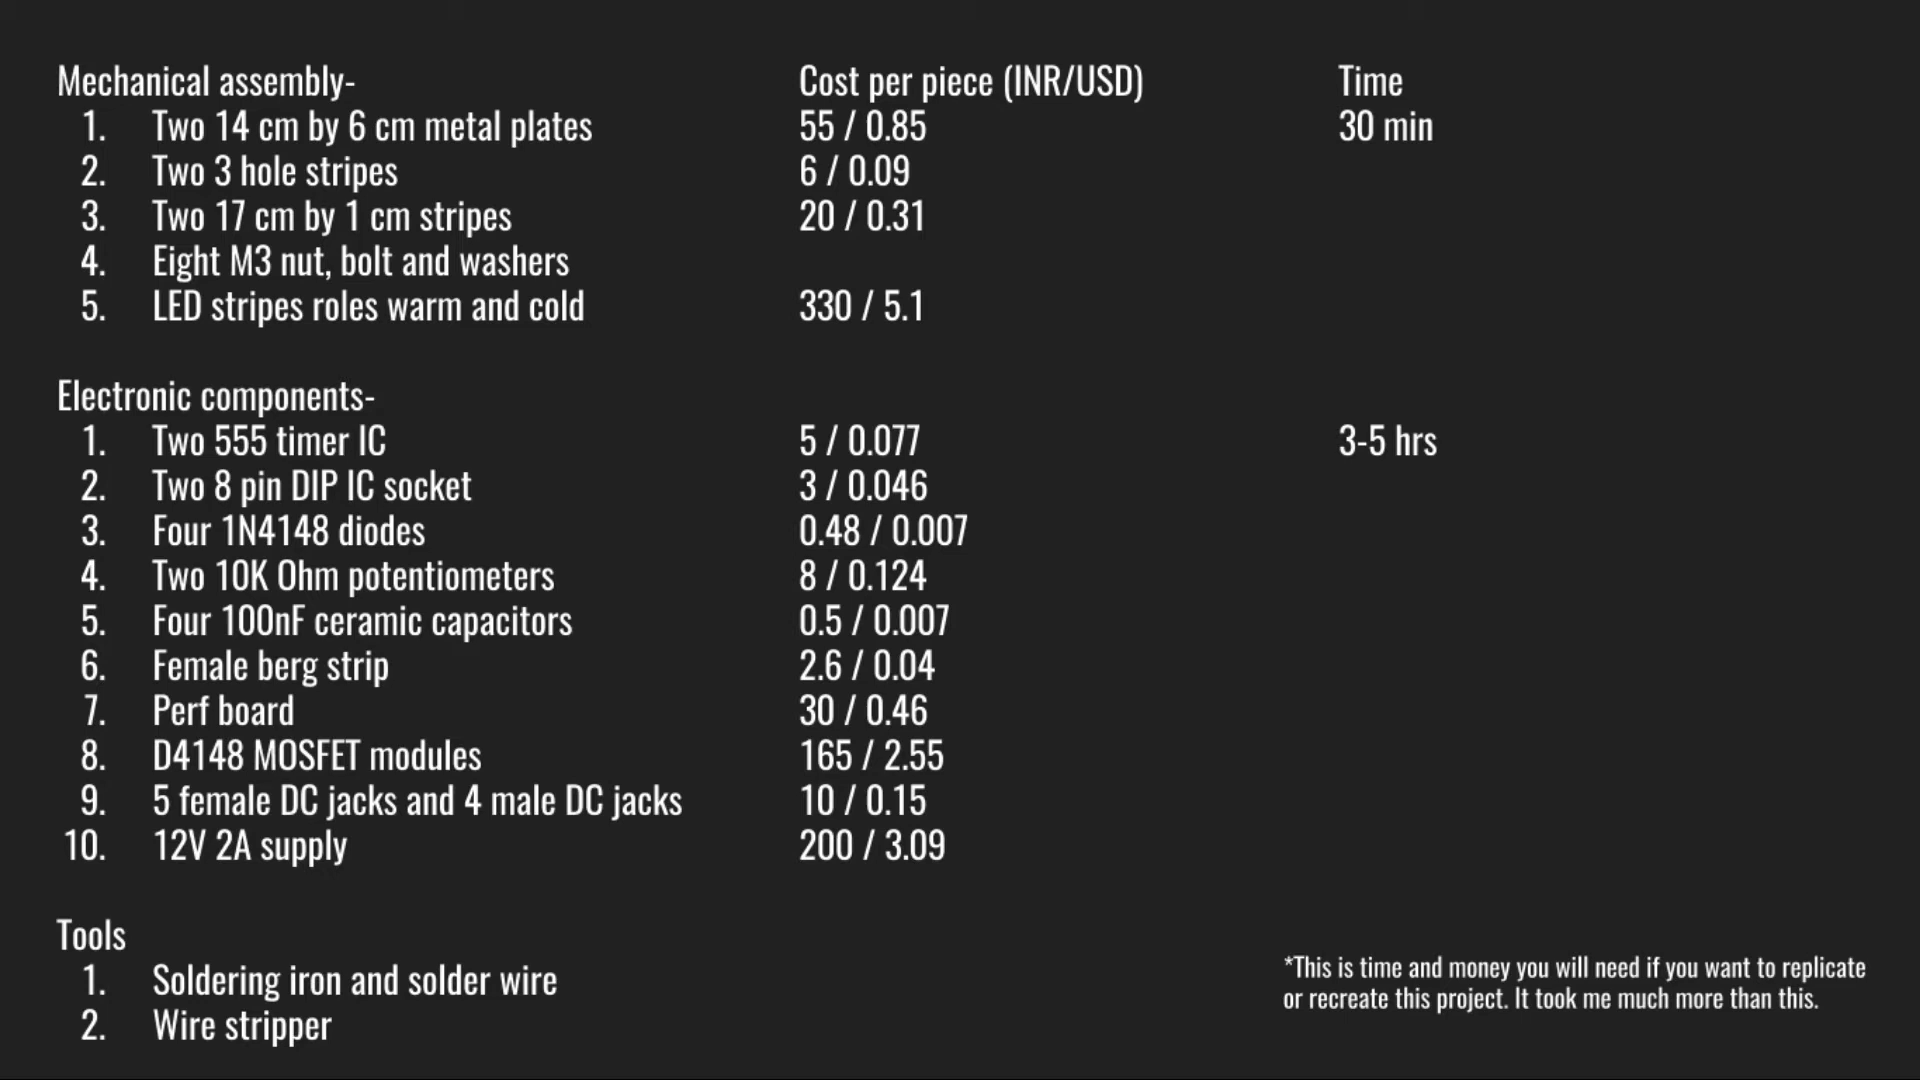 Mechanical assembly- Cost per piece (INR/USD) Time
1. Two 14 cm by 6 cm metal plates 55 / 0.85 30 min
2. Two 3 hole stripes 6 / 0.09
3. Two 17 cm by 1 cm stripes 20 / 0.31
4. Eight M3 nut, bolt and washers
5. LED stripes roles warm and cold 330 / 5.1
Electronic components-
1. Two 555 timer IC 5 / 0.077 3-5 hrs
2. Two 8 pin DIP IC socket 3 / 0.046
3. Four 1N4148 diodes 0.48 / 0.007
4. Two 10K Ohm potentiometers 8 / 0.124
5. Four 100nF ceramic capacitors 0.5 / 0.007
6. Female berg strip 2.6 / 0.04
7. Perf board 30 / 0.46
8. D4148 MOSFET modules 165 / 2.55
9. 5 female DC jacks and 4 male DC jacks 10 / 0.15
10. 12V 2A supply 200 / 3.09
Tools
1. Soldering iron and solder wire
2. Wire stripper
*This is time and money you will need if you want to replicate
or recreate this project. It took me much more than this.